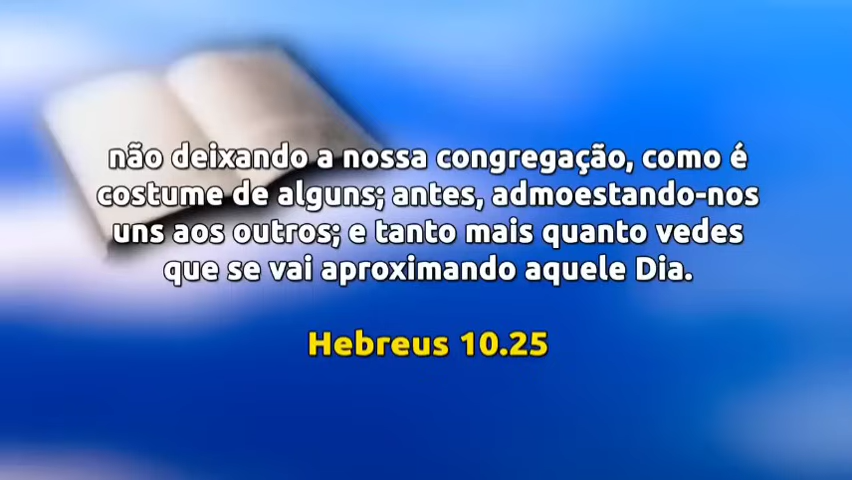 não deixando a nossa congregação, como é
costume de alguns; antes, admoestando-nos
uns aos outros; e tanto mais quanto vedes
que se vai aproximando aquele Dia.
Hebreus 10.25